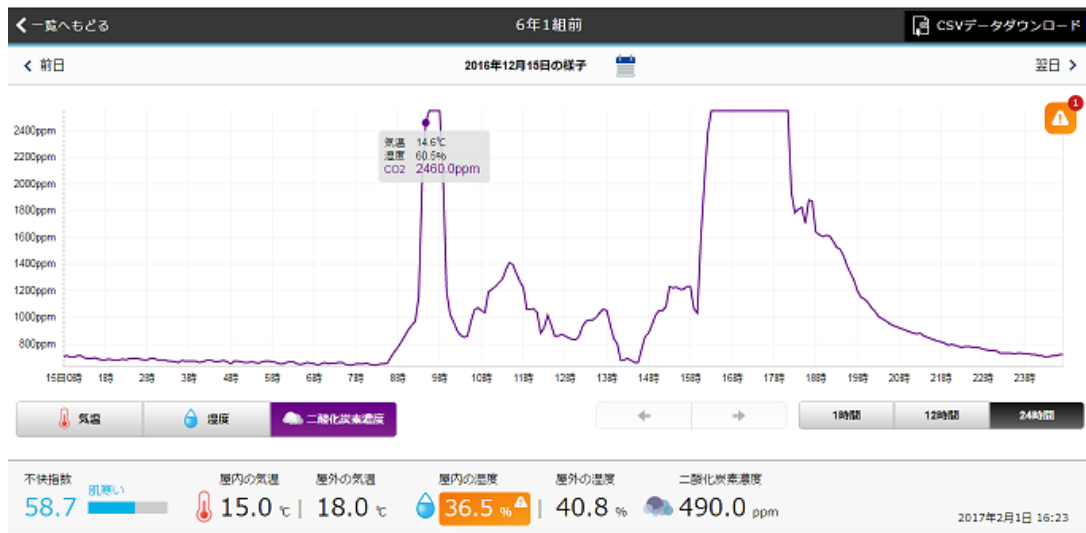 一覧へもどる
6年1組前
CSVデータダウンロード
前日
2016年12月15日の様子
翌日
1
2400ppm
2200ppm
2000ppm
1800ppm
1600ppm
1400ppm
1200ppm
1000ppm
800ppm
気温 14.6℃
湿度 60.5%
CO2 2460.0ppm
15日0時 1時 2時 3時 4時 5時 6時 7時 8時 9時 10時 11時 12時 13時 14時 15時 16時 17時 18時 19時 20時 21時 22時 23時
気温 湿度 二酸化炭素濃度 1時間 12時間 24時間
不快指数 屋内の気温 屋外の気温 屋内の湿度 屋外の湿度 二酸化炭素濃度
肌寒い
58.7 15.0 ℃ | 18.0 ℃ 36.5 % | 40.8 % 490.0 ppm
2017年2月1日 16:23